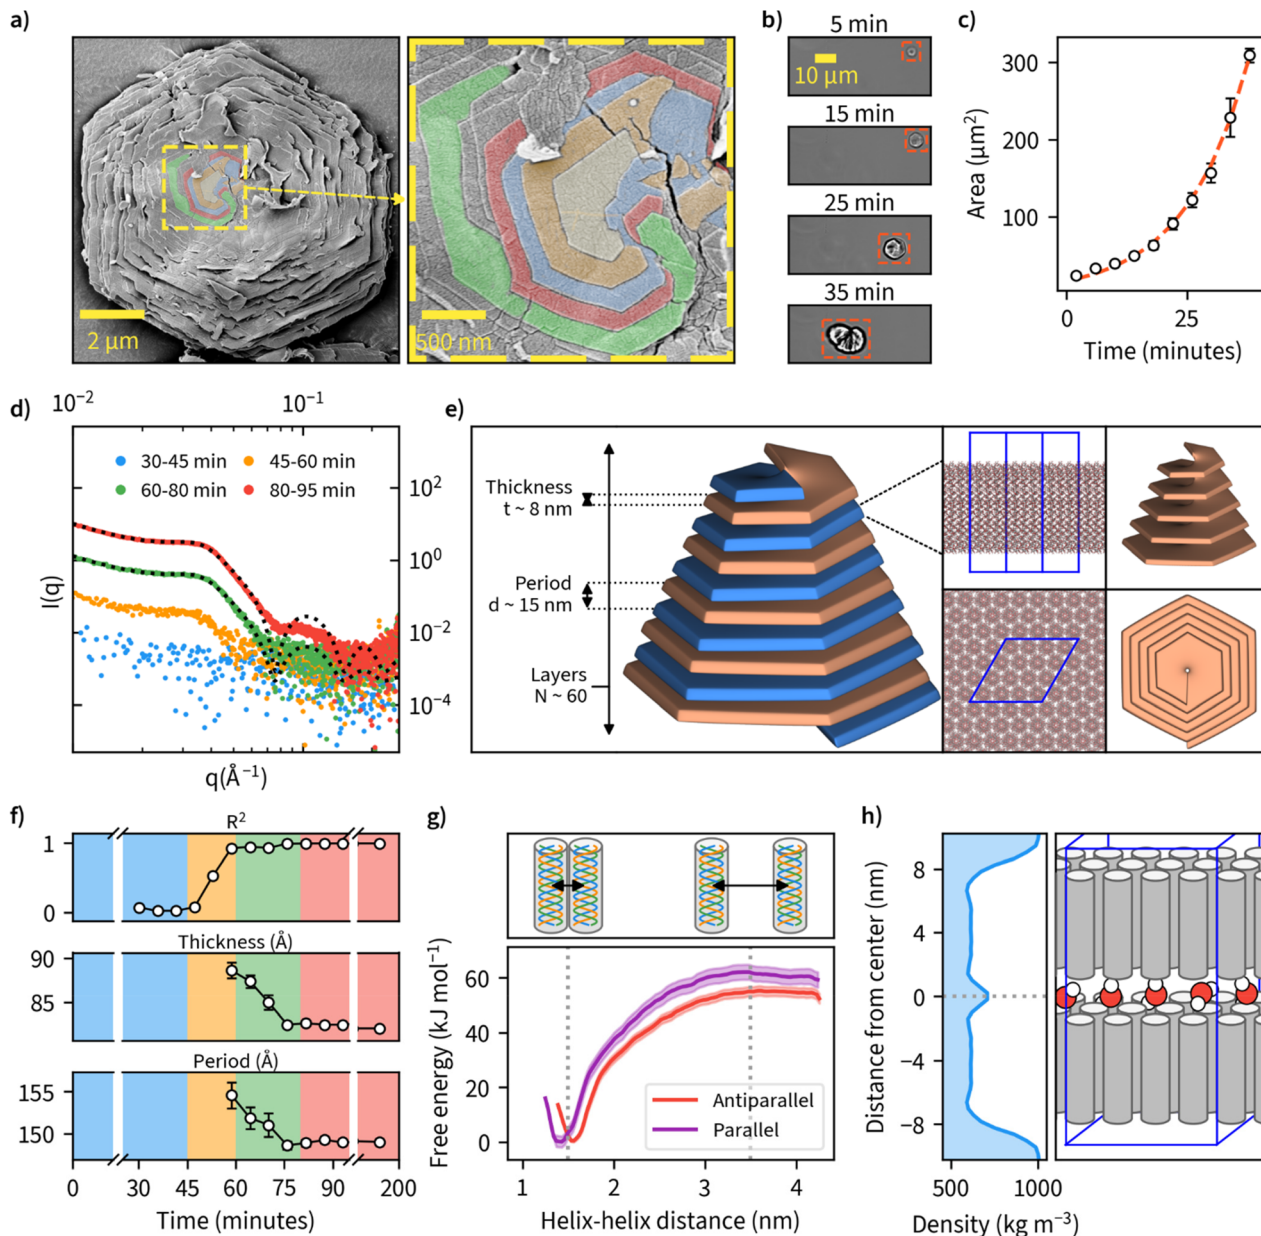 a)
2 µm
500 nm
b)
5 min
10 µm
15 min
25 min
35 min
c)
Area (µm²)
300
200
100
0
25
Time (minutes)
d)
10⁻²
10⁻¹
30-45 min
45-60 min
60-80 min
80-95 min
I(q)
10²
10⁰
10⁻²
10⁻⁴
q(Å⁻¹)
e)
Thickness
t ~ 8 nm
Period
d ~ 15 nm
Layers
N ~ 60
f)
R²
1
0
Thickness (Å)
90
85
Period (Å)
155
150
0
30
45
60
75
200
Time (minutes)
g)
Free energy (kJ mol⁻¹)
60
40
20
0
Antiparallel
Parallel
1
2
3
4
Helix-helix distance (nm)
h)
Distance from center (nm)
8
4
0
−4
−8
500
1000
Density (kg m⁻³)